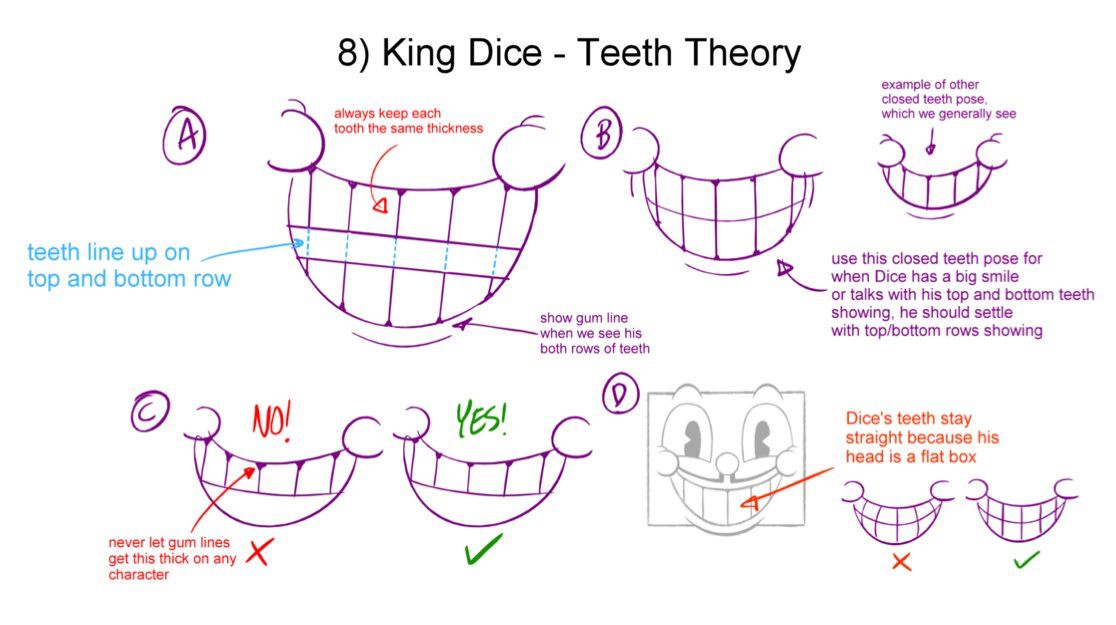 8) King Dice - Teeth Theory
A
always keep each
tooth the same thickness
teeth line up on
top and bottom row
show gum line
when we see his
both rows of teeth
B
example of other
closed teeth pose,
which we generally see
use this closed teeth pose for
when Dice has a big smile
or talks with his top and bottom teeth
showing, he should settle
with top/bottom rows showing
C
NO!
YES!
never let gum lines
get this thick on any
character
D
Dice's teeth stay
straight because his
head is a flat box